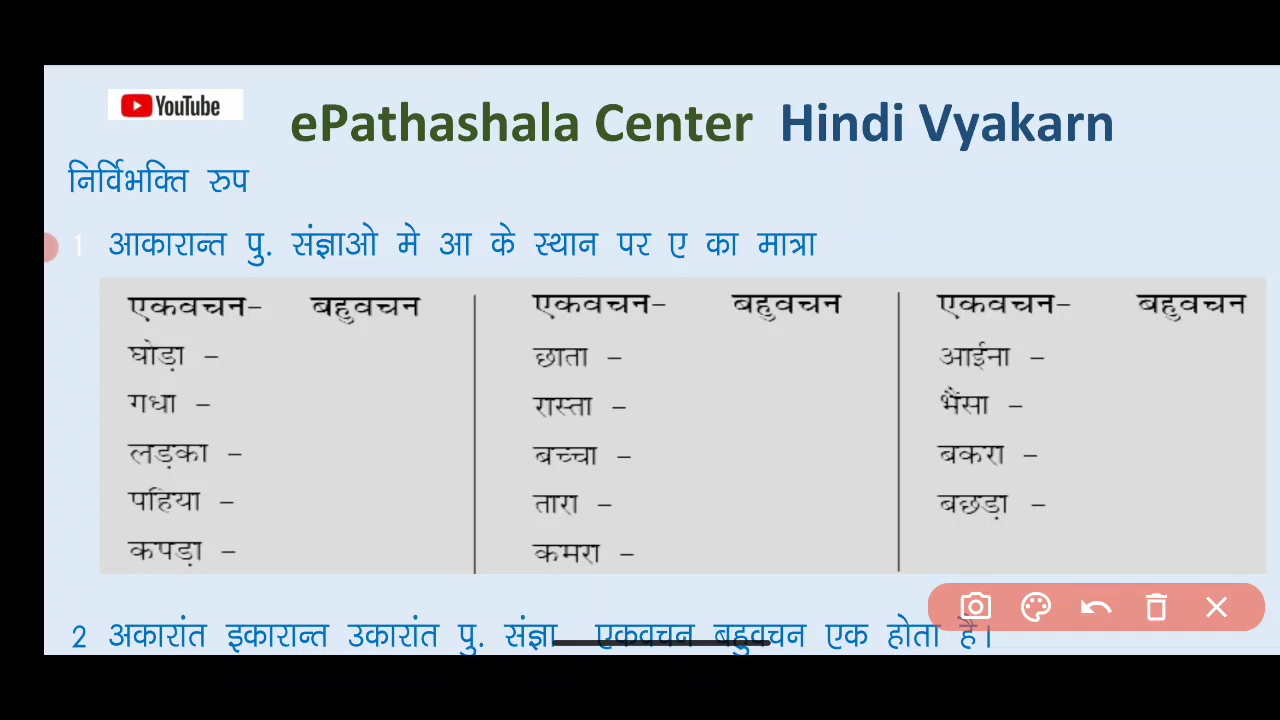 YouTube
ePathashala Center Hindi Vyakarn
निर्विभक्ति रुप
1 आकारान्त पु. संज्ञाओ मे आ के स्थान पर ए का मात्रा
एकवचन- बहुवचन एकवचन- बहुवचन एकवचन- बहुवचन
घोड़ा - छाता - आईना -
गधा - रास्ता - भैंसा -
लड़का - बच्चा - बकरा -
पहिया - तारा - बछड़ा -
कपड़ा - कमरा -
2 अकारांत इकारान्त उकारांत पु. संज्ञा एकवचन बहुवचन एक होता है।